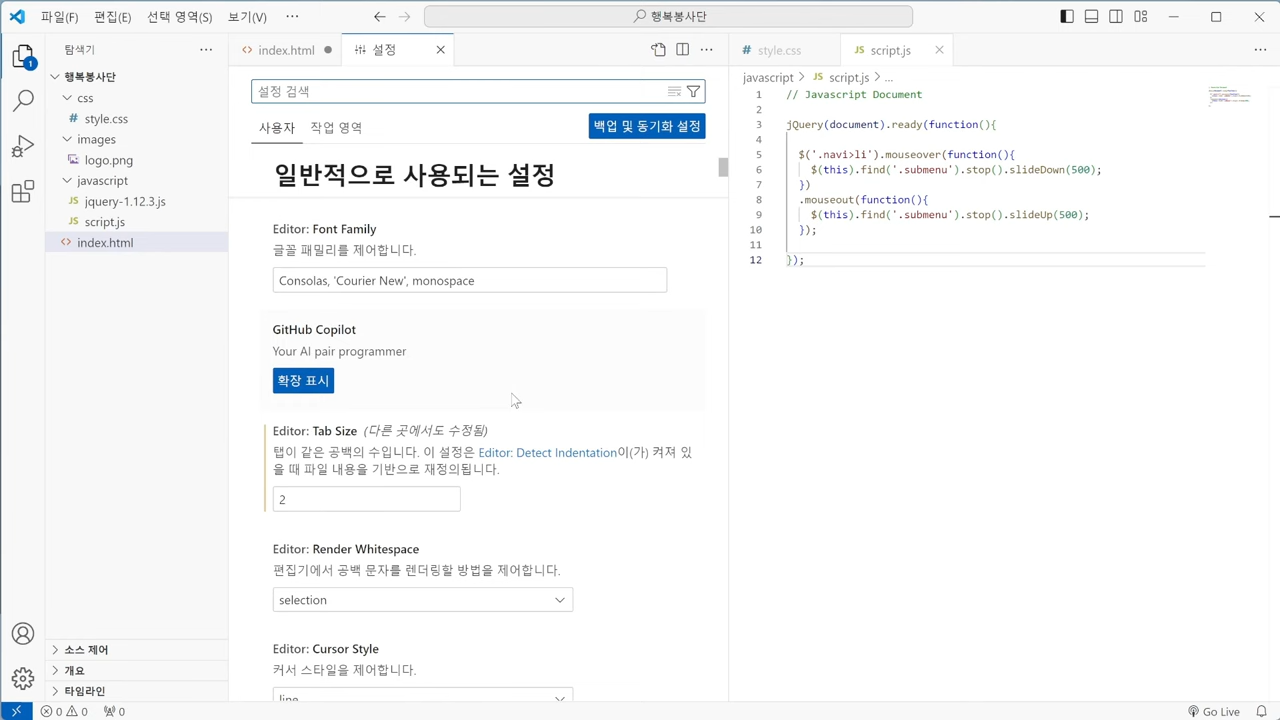 파일(F) 편집(E) 선택 영역(S) 보기(V) ··· 행복봉사단
탐색기 ···
행복봉사단
css
# style.css
images
logo.png
javascript
JS jquery-1.12.3.js
JS script.js
<> index.html
소스 제어
개요
타임라인
1
<> index.html ● 설정
설정 검색
사용자 작업 영역 백업 및 동기화 설정
일반적으로 사용되는 설정
Editor: Font Family
글꼴 패밀리를 제어합니다.
Consolas, 'Courier New', monospace
GitHub Copilot
Your AI pair programmer
확장 표시
Editor: Tab Size (다른 곳에서도 수정됨)
탭이 같은 공백의 수입니다. 이 설정은 Editor: Detect Indentation이(가) 켜져 있
을 때 파일 내용을 기반으로 재정의됩니다.
2
Editor: Render Whitespace
편집기에서 공백 문자를 렌더링할 방법을 제어합니다.
selection
Editor: Cursor Style
커서 스타일을 제어합니다.
line
# style.css JS script.js ···
javascript > JS script.js > ...
1 // Javascript Document
2
3 jQuery(document).ready(function(){
4
5 $('.navi>li').mouseover(function(){
6 $(this).find('.submenu').stop().slideDown(500);
7 })
8 .mouseout(function(){
9 $(this).find('.submenu').stop().slideUp(500);
10 });
11
12 });
0 0 0 Go Live